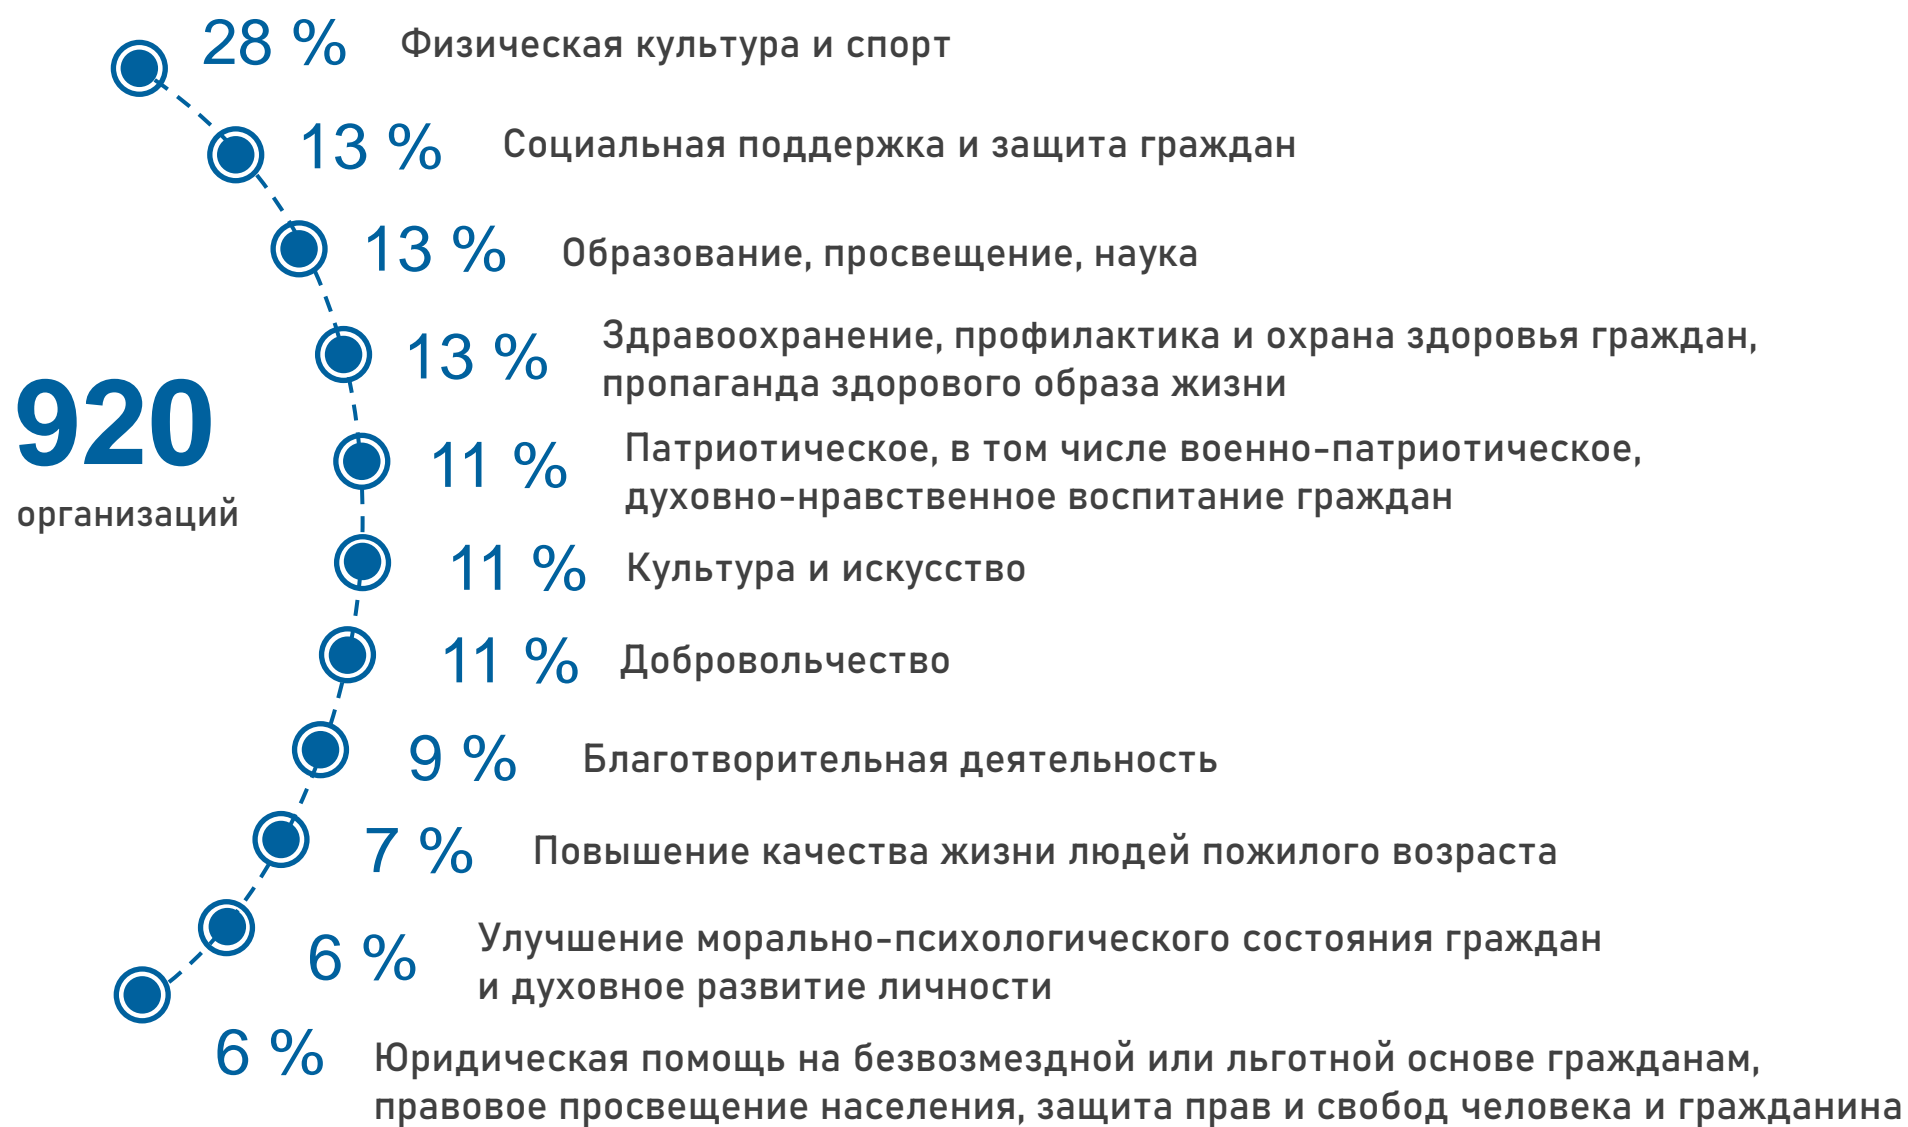 28 % Физическая культура и спорт
13 % Социальная поддержка и защита граждан
13 % Образование, просвещение, наука
13 % Здравоохранение, профилактика и охрана здоровья граждан,
пропаганда здорового образа жизни
920
организаций
11 % Патриотическое, в том числе военно-патриотическое,
духовно-нравственное воспитание граждан
11 % Культура и искусство
11 % Добровольчество
9 % Благотворительная деятельность
7 % Повышение качества жизни людей пожилого возраста
6 % Улучшение морально-психологического состояния граждан
и духовное развитие личности
6 % Юридическая помощь на безвозмездной или льготной основе гражданам,
правовое просвещение населения, защита прав и свобод человека и гражданина